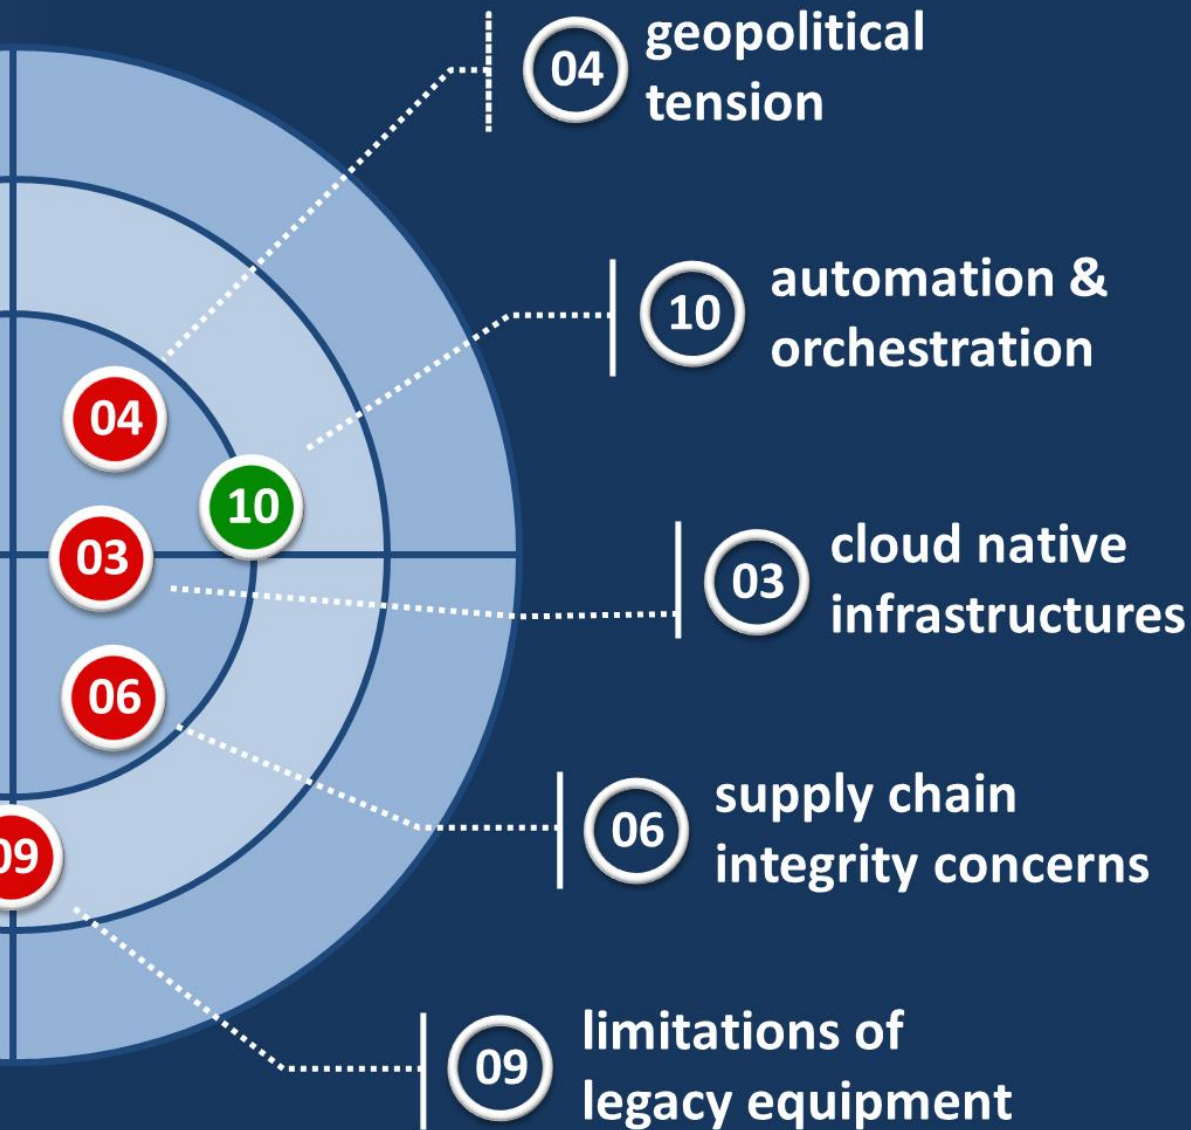 04
geopolitical
tension
10
automation &
orchestration
03
cloud native
infrastructures
06
supply chain
integrity concerns
09
limitations of
legacy equipment
04
10
03
06
09